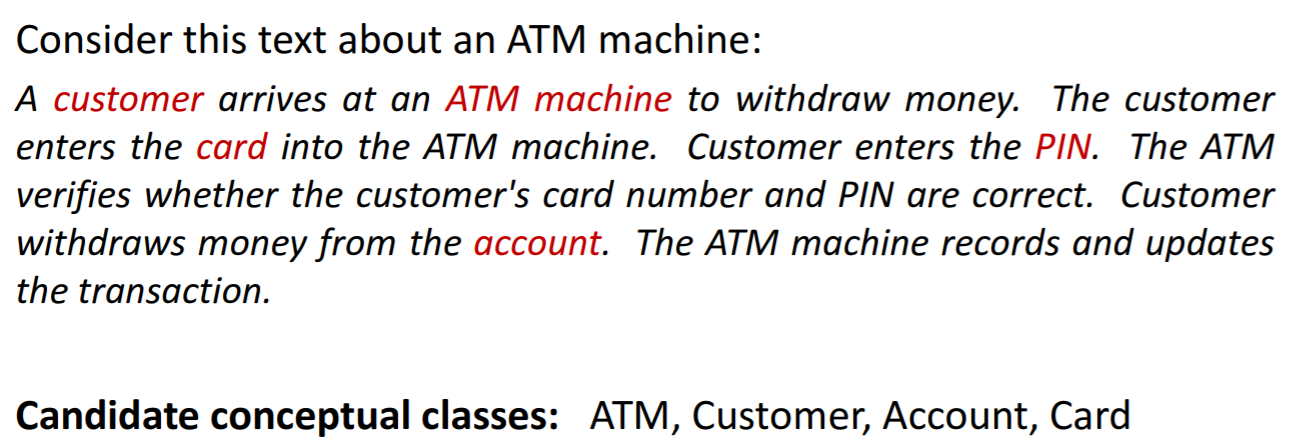 Consider this text about an ATM machine:
A customer arrives at an ATM machine to withdraw money. The customer
enters the card into the ATM machine. Customer enters the PIN. The ATM
verifies whether the customer's card number and PIN are correct. Customer
withdraws money from the account. The ATM machine records and updates
the transaction.
Candidate conceptual classes: ATM, Customer, Account, Card